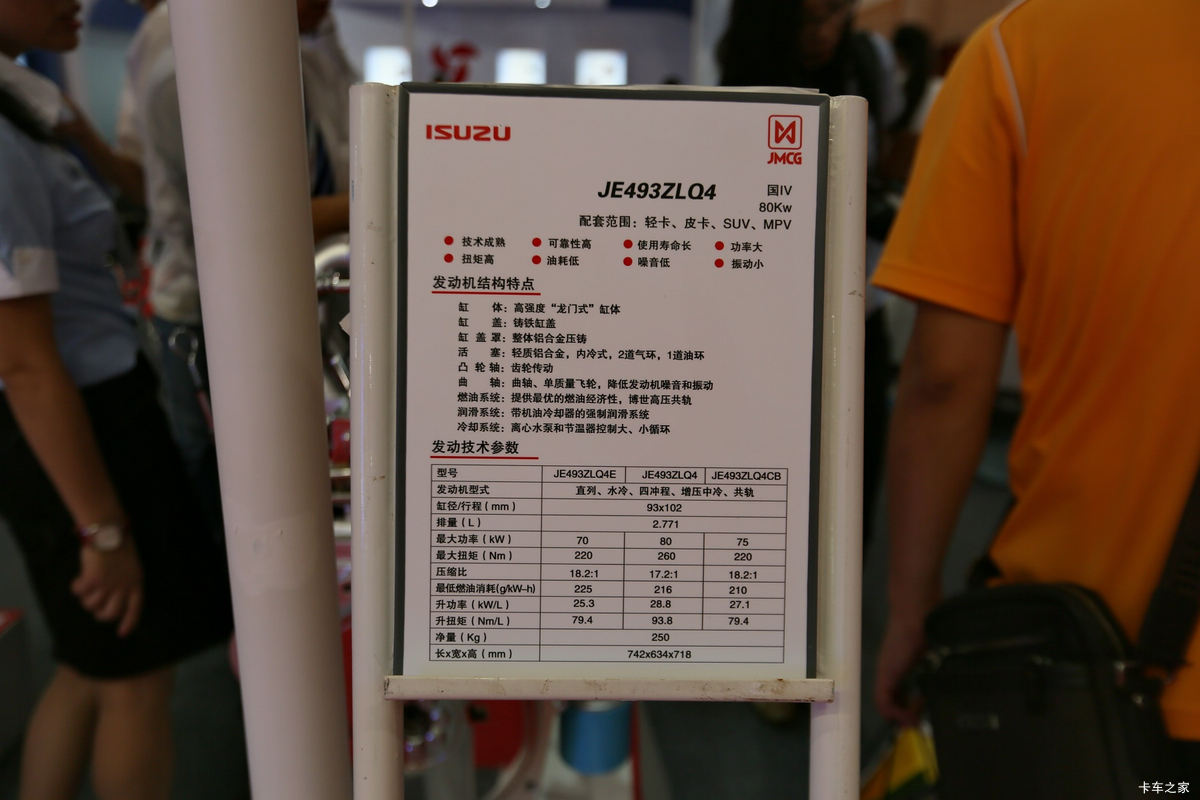 ISUZU
JMCG
JE493ZLQ4
国IV
80Kw
配套范围：轻卡、皮卡、SUV、MPV
● 技术成熟 ● 可靠性高 ● 使用寿命长 ● 功率大
● 扭矩高 ● 油耗低 ● 噪音低 ● 振动小
发动机结构特点
缸 体：高强度“龙门式”缸体
缸 盖：铸铁缸盖
缸 盖 罩：整体铝合金压铸
活 塞：轻质铝合金，内冷式，2道气环，1道油环
凸 轮 轴：齿轮传动
曲 轴：曲轴、单质量飞轮，降低发动机噪音和振动
燃油系统：提供最优的燃油经济性，博世高压共轨
润滑系统：带机油冷却器的强制润滑系统
冷却系统：离心水泵和节温器控制大、小循环
发动技术参数
型号 JE493ZLQ4E JE493ZLQ4 JE493ZLQ4CB
发动机型式 直列、水冷、四冲程、增压中冷、共轨
缸径/行程（mm） 93x102
排量（L） 2.771
最大功率（kW） 70 80 75
最大扭矩（Nm） 220 260 220
压缩比 18.2:1 17.2:1 18.2:1
最低燃油消耗(g/kW-h) 225 216 210
升功率（kW/L） 25.3 28.8 27.1
升扭矩（Nm/L） 79.4 93.8 79.4
净量（Kg） 250
长x宽x高（mm） 742x634x718
卡车之家